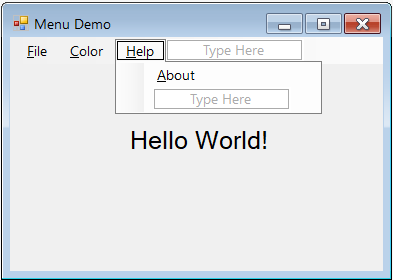 Menu Demo
File Color Help Type Here
About
Type Here
Hello World!